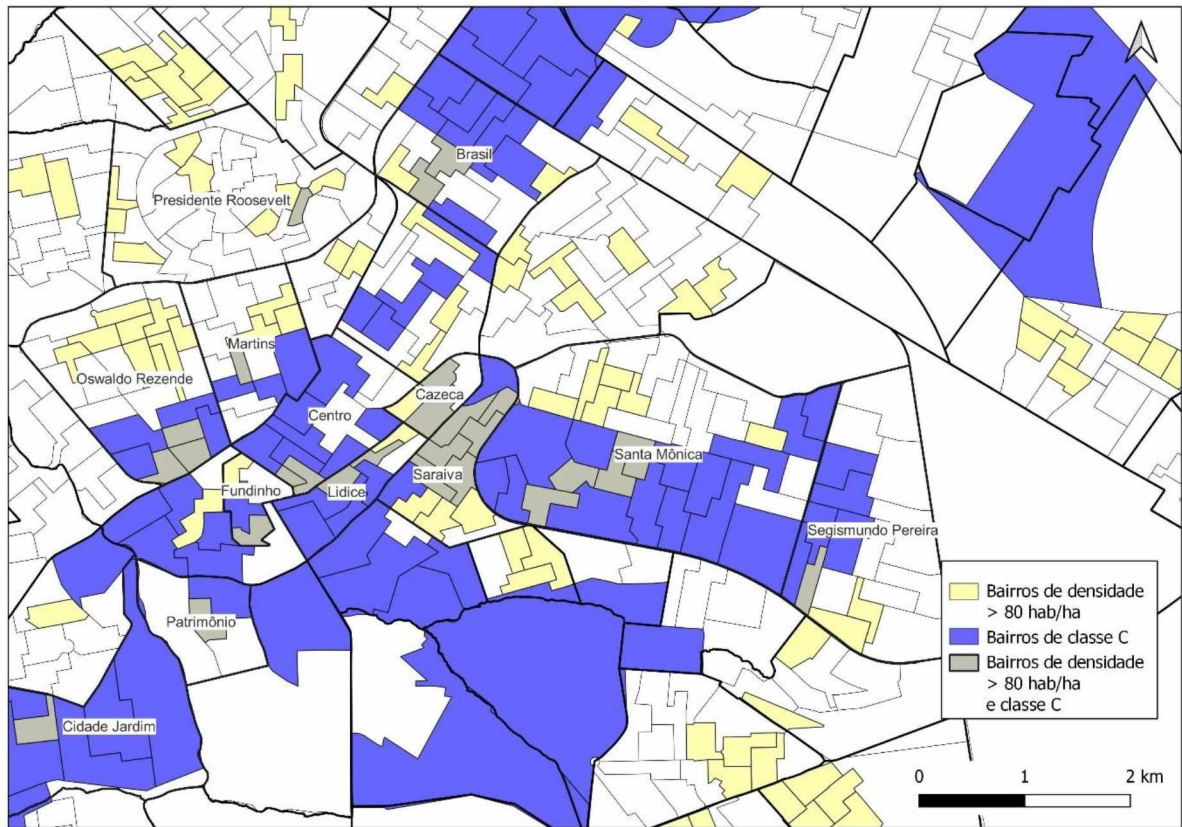 Brasil
Presidente Roosevelt
Martins
Oswaldo Rezende
Cazeca
Centro
Santa Mônica
Saraiva
Fundinho
Lídice
Segismundo Pereira
Patrimônio
Cidade Jardim
Bairros de densidade
> 80 hab/ha
Bairros de classe C
Bairros de densidade
> 80 hab/ha
e classe C
0 1 2 km